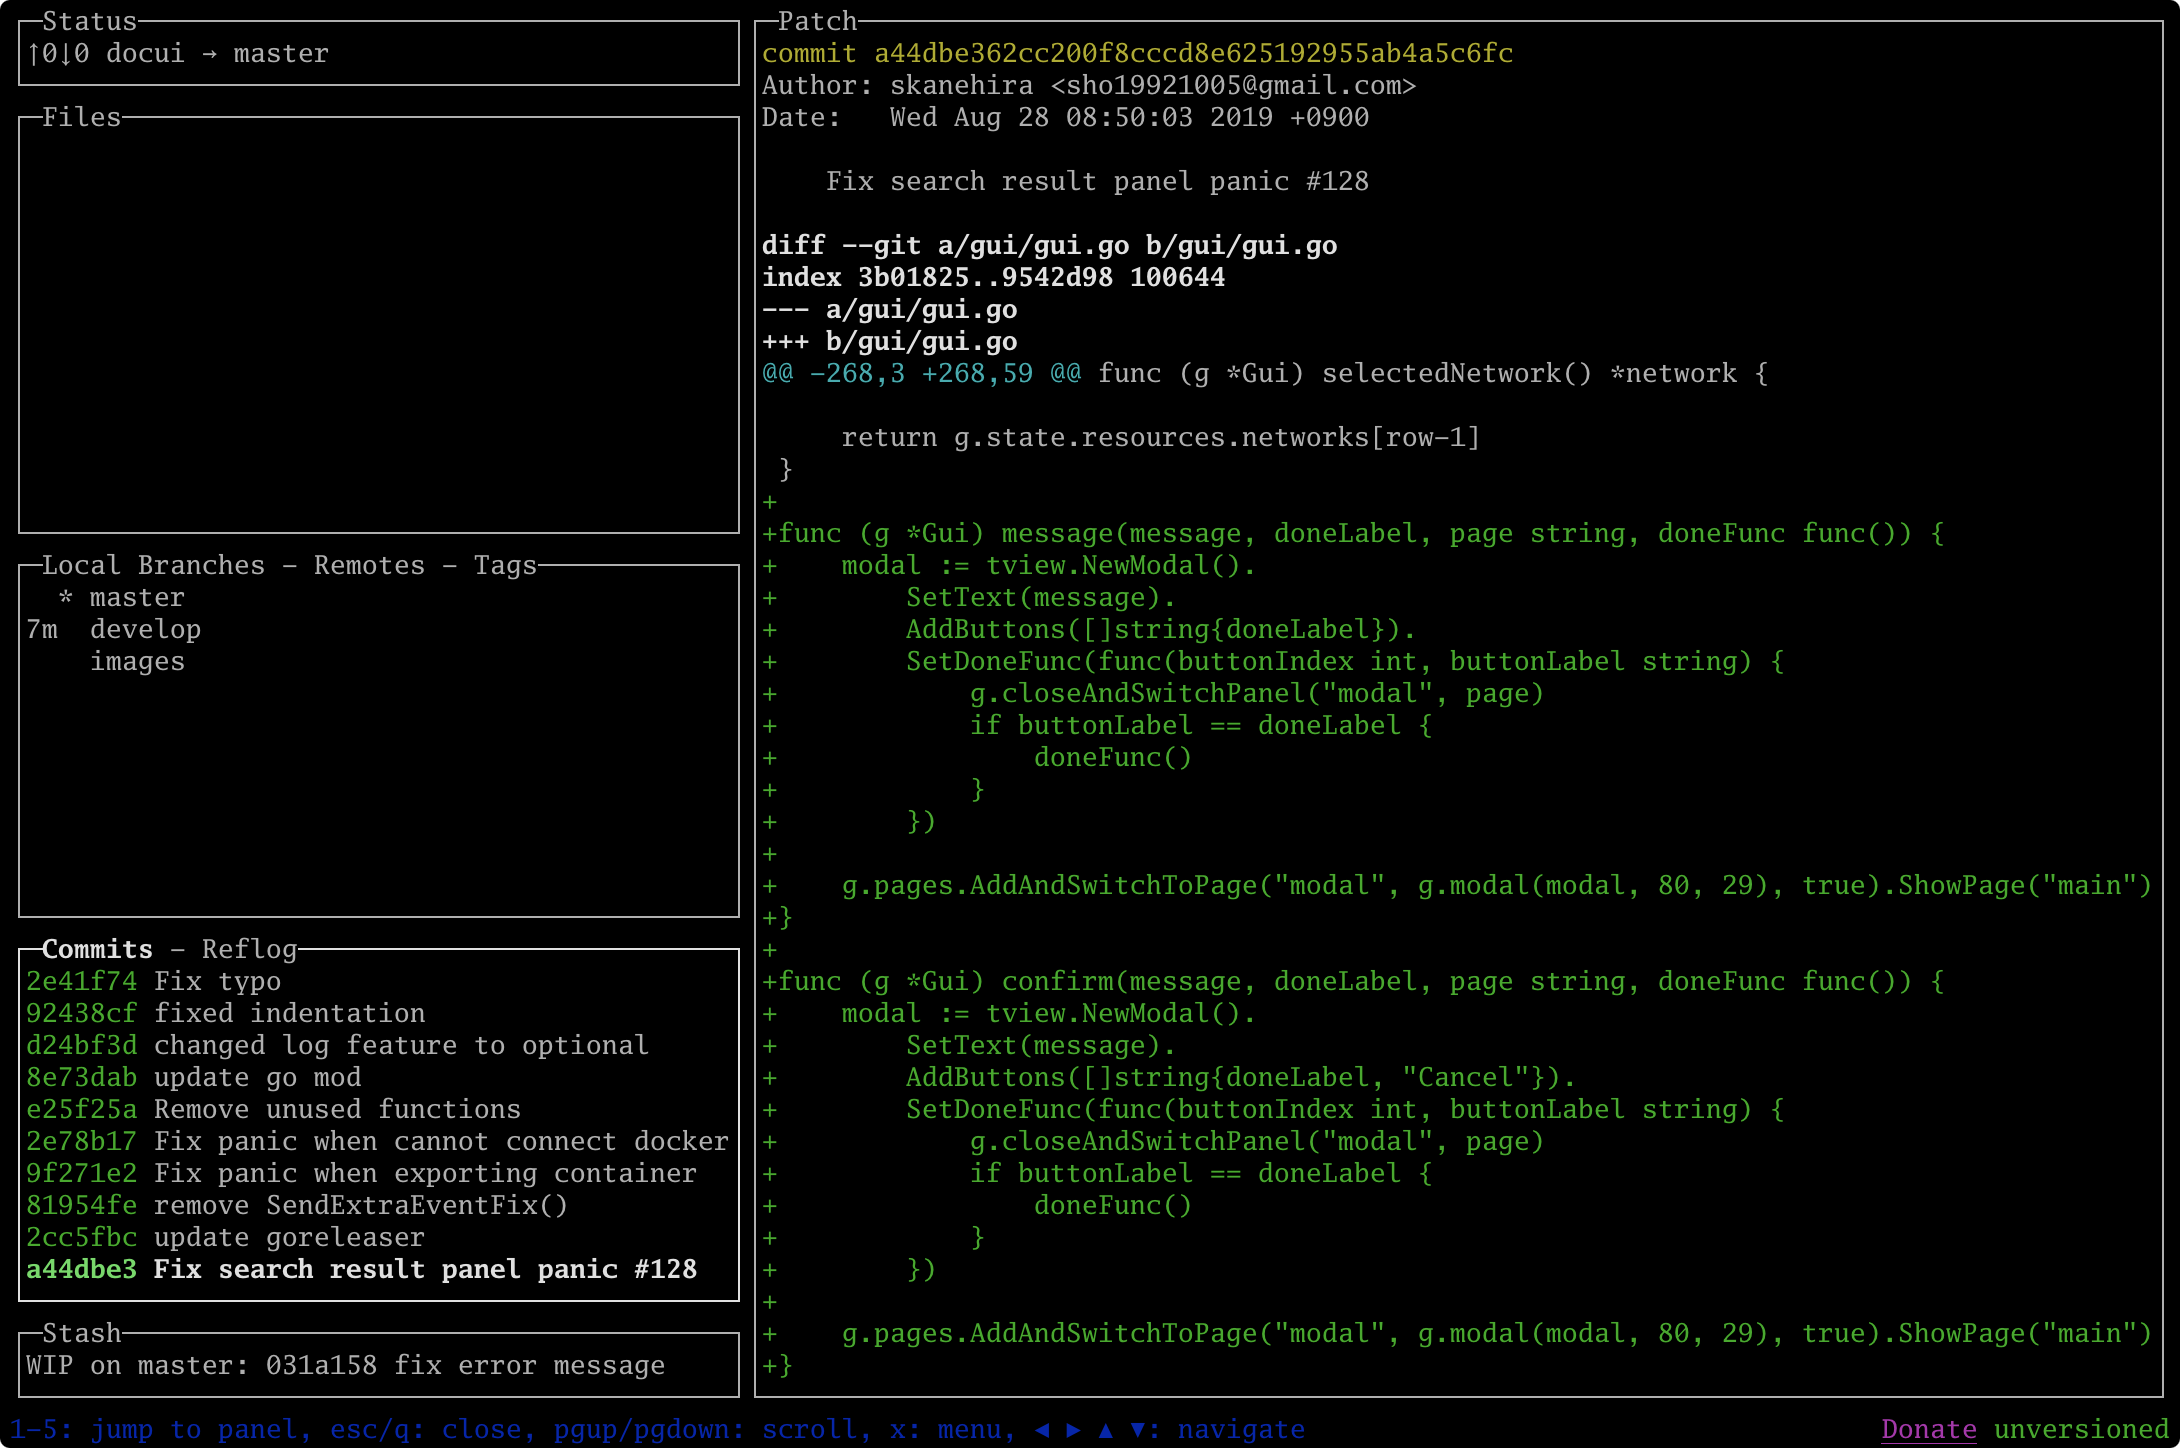 Status
↑0↓0 docui → master
Files
Local Branches - Remotes - Tags
  * master
7m  develop
    images
Commits - Reflog
2e41f74 Fix typo
92438cf fixed indentation
d24bf3d changed log feature to optional
8e73dab update go mod
e25f25a Remove unused functions
2e78b17 Fix panic when cannot connect docker
9f271e2 Fix panic when exporting container
81954fe remove SendExtraEventFix()
2cc5fbc update goreleaser
a44dbe3 Fix search result panel panic #128
Stash
WIP on master: 031a158 fix error message
Patch
commit a44dbe362cc200f8cccd8e625192955ab4a5c6fc
Author: skanehira <sho19921005@gmail.com>
Date:   Wed Aug 28 08:50:03 2019 +0900
    Fix search result panel panic #128
diff --git a/gui/gui.go b/gui/gui.go
index 3b01825..9542d98 100644
--- a/gui/gui.go
+++ b/gui/gui.go
@@ -268,3 +268,59 @@ func (g *Gui) selectedNetwork() *network {
     return g.state.resources.networks[row-1]
 }
+
+func (g *Gui) message(message, doneLabel, page string, doneFunc func()) {
+    modal := tview.NewModal().
+        SetText(message).
+        AddButtons([]string{doneLabel}).
+        SetDoneFunc(func(buttonIndex int, buttonLabel string) {
+            g.closeAndSwitchPanel("modal", page)
+            if buttonLabel == doneLabel {
+                doneFunc()
+            }
+        })
+
+    g.pages.AddAndSwitchToPage("modal", g.modal(modal, 80, 29), true).ShowPage("main")
+}
+
+func (g *Gui) confirm(message, doneLabel, page string, doneFunc func()) {
+    modal := tview.NewModal().
+        SetText(message).
+        AddButtons([]string{doneLabel, "Cancel"}).
+        SetDoneFunc(func(buttonIndex int, buttonLabel string) {
+            g.closeAndSwitchPanel("modal", page)
+            if buttonLabel == doneLabel {
+                doneFunc()
+            }
+        })
+
+    g.pages.AddAndSwitchToPage("modal", g.modal(modal, 80, 29), true).ShowPage("main")
+}
1-5: jump to panel, esc/q: close, pgup/pgdown: scroll, x: menu, ◄ ► ▲ ▼: navigate
Donate unversioned